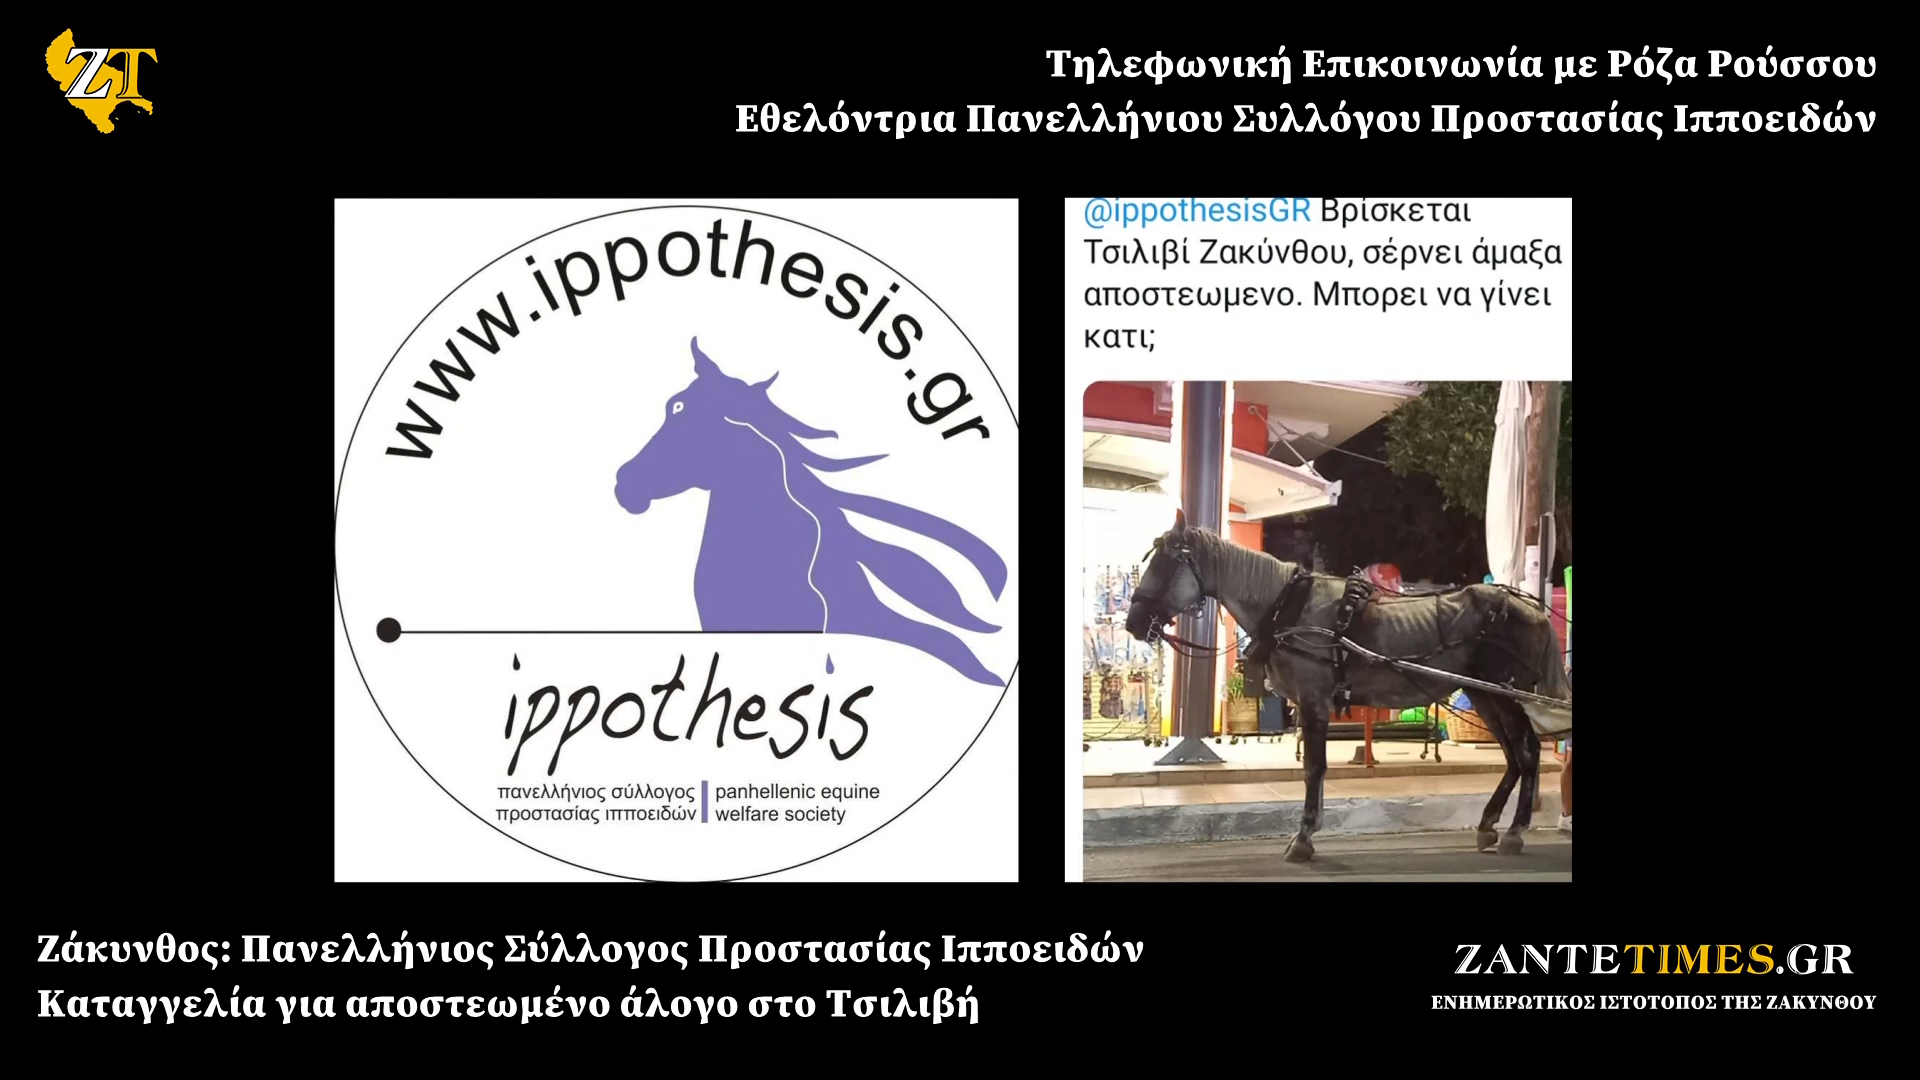 ZT
Τηλεφωνική Επικοινωνία με Ρόζα Ρούσσου
Εθελόντρια Πανελλήνιου Συλλόγου Προστασίας Ιπποειδών
www.ippothesis.gr
ippothesis
πανελλήνιος σύλλογος
προστασίας ιπποειδών
panhellenic equine
welfare society
@ippothesisGR Βρίσκεται
Τσιλιβί Ζακύνθου, σέρνει άμαξα
αποστεωμενο. Μπορει να γίνει
κατι;
Ζάκυνθος: Πανελλήνιος Σύλλογος Προστασίας Ιπποειδών
Καταγγελία για αποστεωμένο άλογο στο Τσιλιβή
ZANTETIMES.GR
ΕΝΗΜΕΡΩΤΙΚΟΣ ΙΣΤΟΤΟΠΟΣ ΤΗΣ ΖΑΚΥΝΘΟΥ